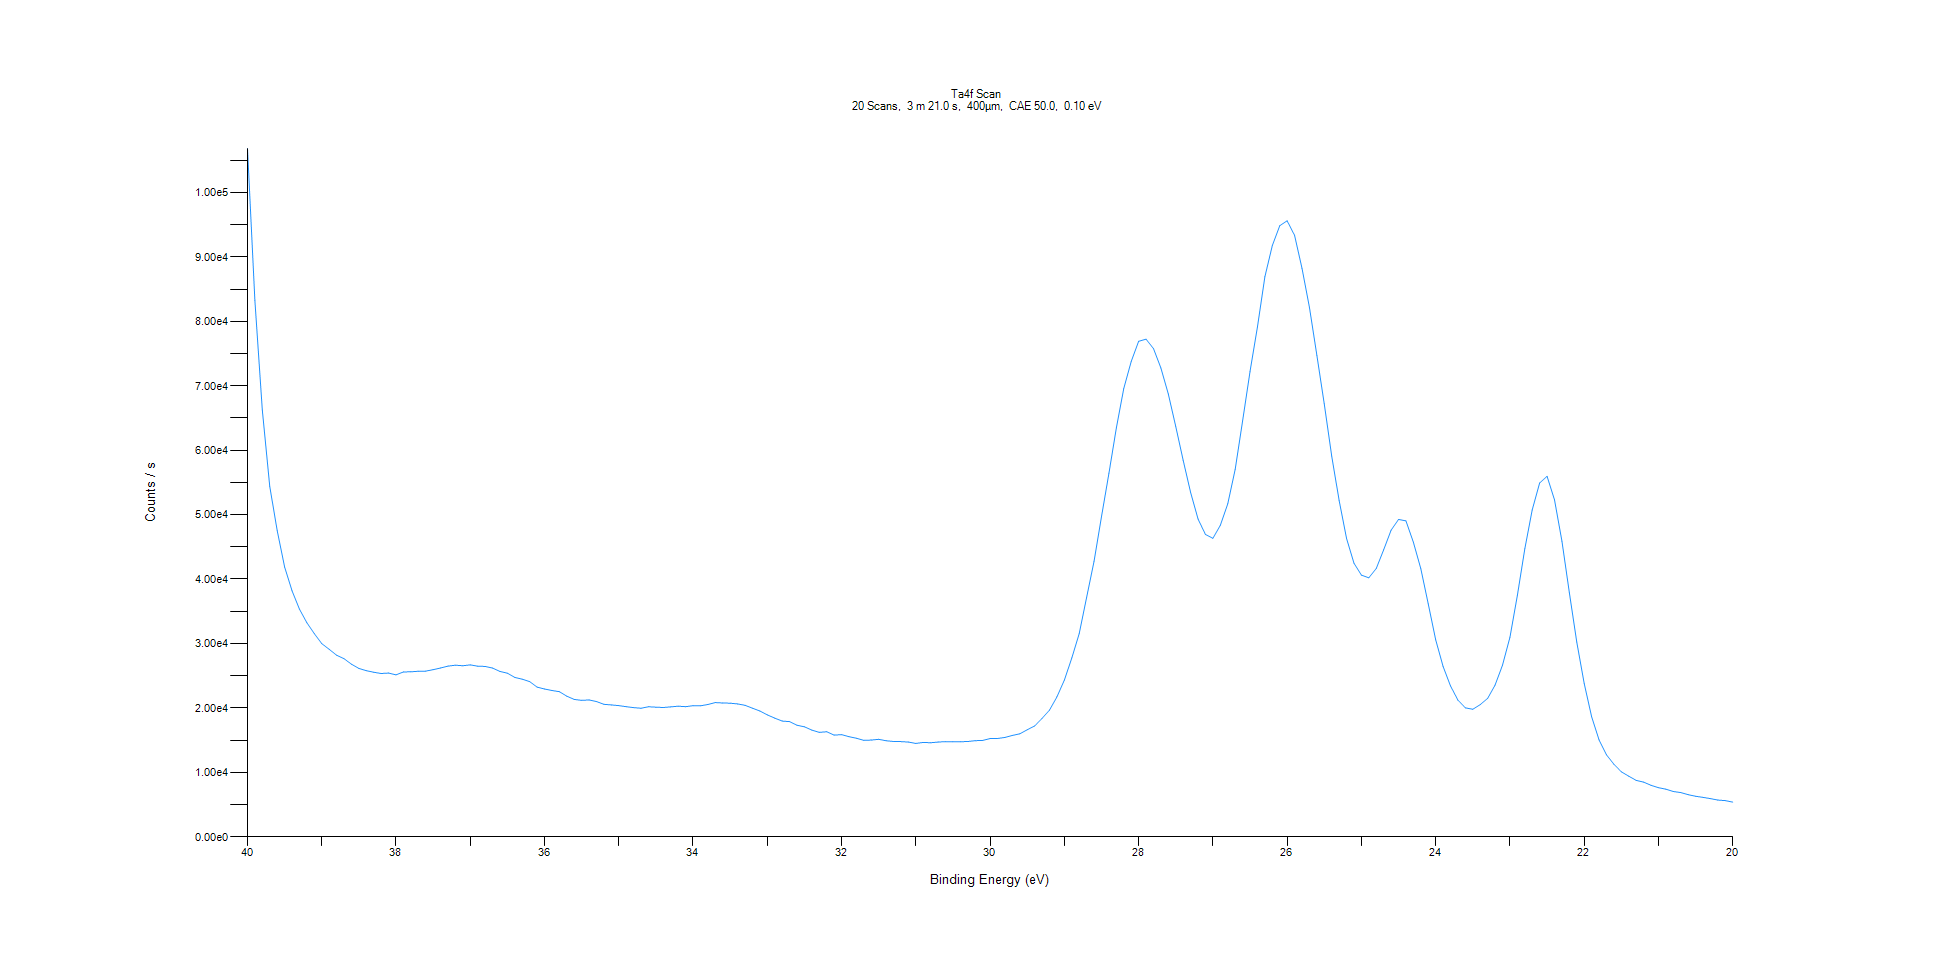 Ta4f Scan
20 Scans, 3 m 21.0 s, 400µm, CAE 50.0, 0.10 eV
1.00e5
9.00e4
8.00e4
7.00e4
6.00e4
5.00e4
4.00e4
3.00e4
2.00e4
1.00e4
0.00e0
Counts / s
40 38 36 34 32 30 28 26 24 22 20
Binding Energy (eV)